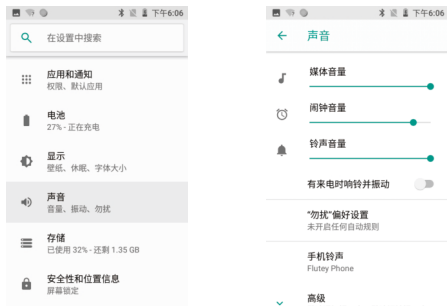 下午6:06
在设置中搜索
应用和通知
权限、默认应用
电池
27% - 正在充电
显示
壁纸、休眠、字体大小
声音
音量、振动、勿扰
存储
已使用 32% - 还剩 1.35 GB
安全性和位置信息
屏幕锁定
下午6:06
声音
媒体音量
闹钟音量
铃声音量
有来电时响铃并振动
“勿扰”偏好设置
未开启任何自动规则
手机铃声
Flutey Phone
高级